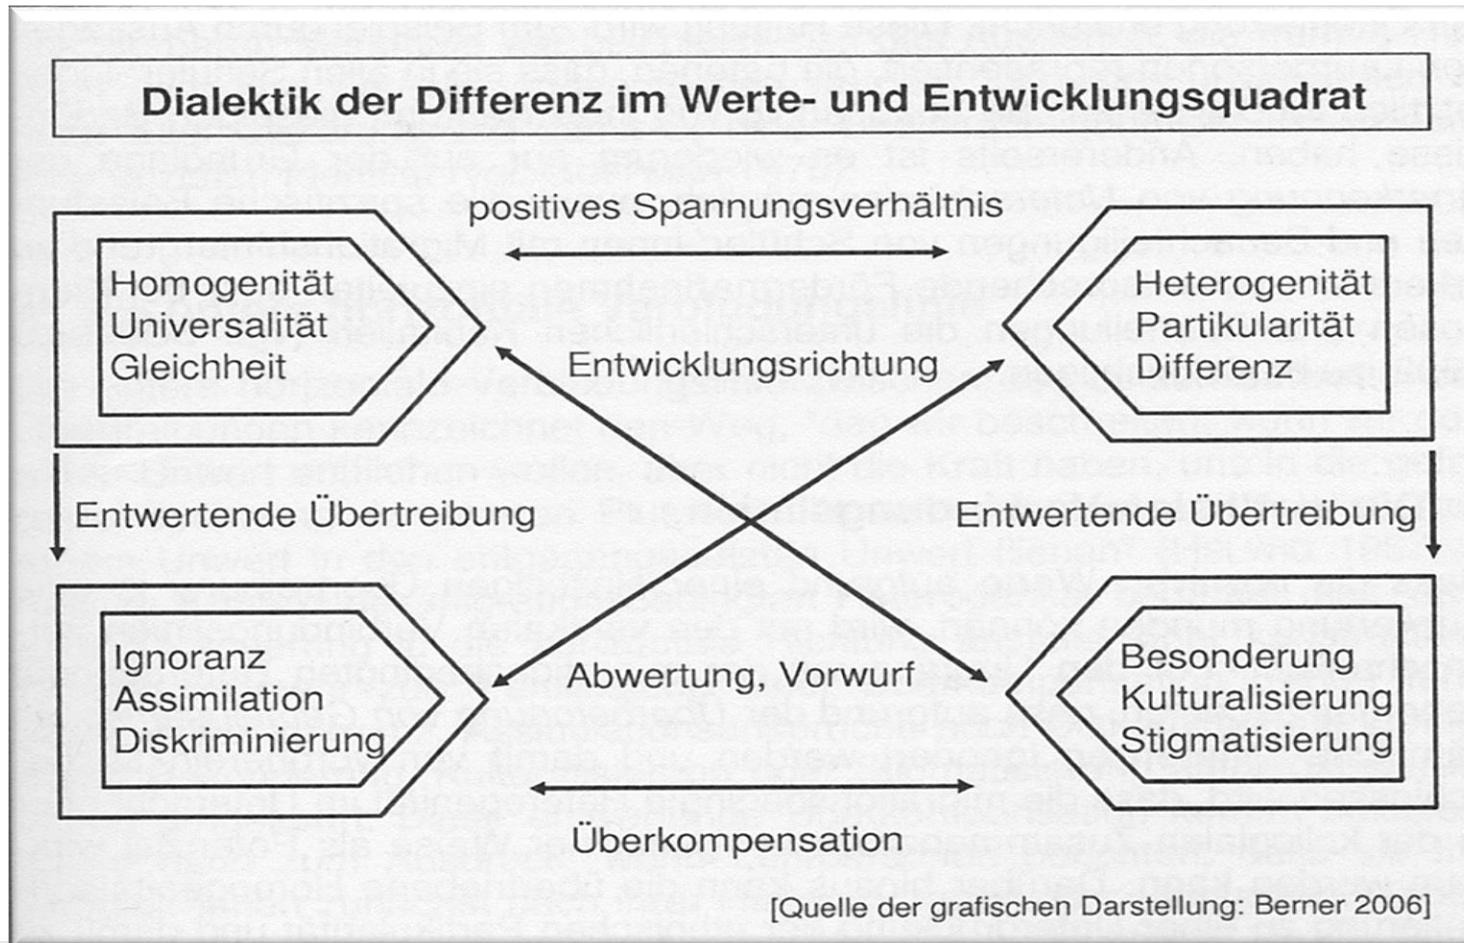 Dialektik der Differenz im Werte- und Entwicklungsquadrat
positives Spannungsverhältnis
Homogenität
Universalität
Gleichheit
Heterogenität
Partikularität
Differenz
Entwicklungsrichtung
Entwertende Übertreibung
Entwertende Übertreibung
Ignoranz
Assimilation
Diskriminierung
Abwertung, Vorwurf
Besonderung
Kulturalisierung
Stigmatisierung
Überkompensation
[Quelle der grafischen Darstellung: Berner 2006]